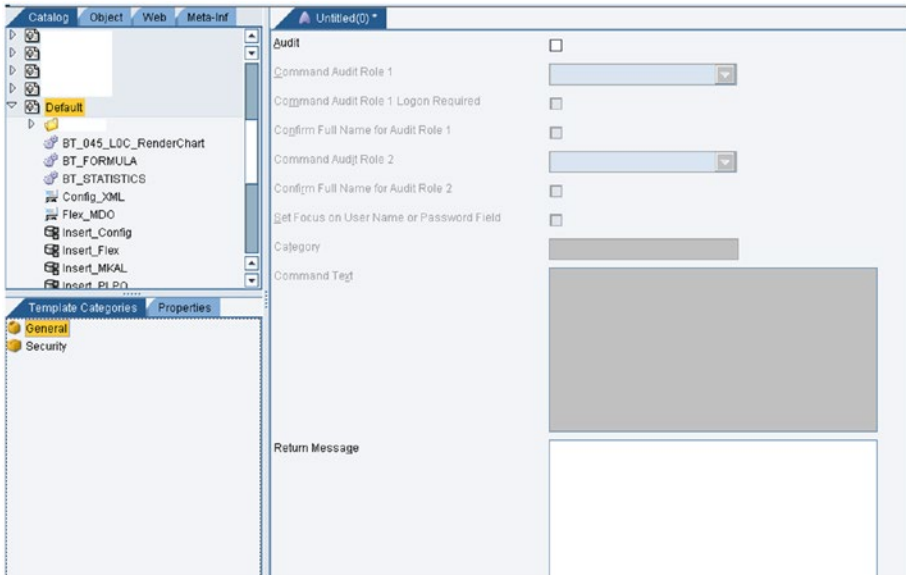 Catalog Object Web Meta-Inf
Default
BT_045_LOC_RenderChart
BT_FORMULA
BT_STATISTICS
Config_XML
Flex_MDO
Insert_Config
Insert_Flex
Insert_MKAL
Insert_PLPO
Template Categories Properties
General
Security
Untitled(0) *
Audit
Command Audit Role 1
Command Audit Role 1 Logon Required
Confirm Full Name for Audit Role 1
Command Audit Role 2
Confirm Full Name for Audit Role 2
Set Focus on User Name or Password Field
Category
Command Text
Return Message